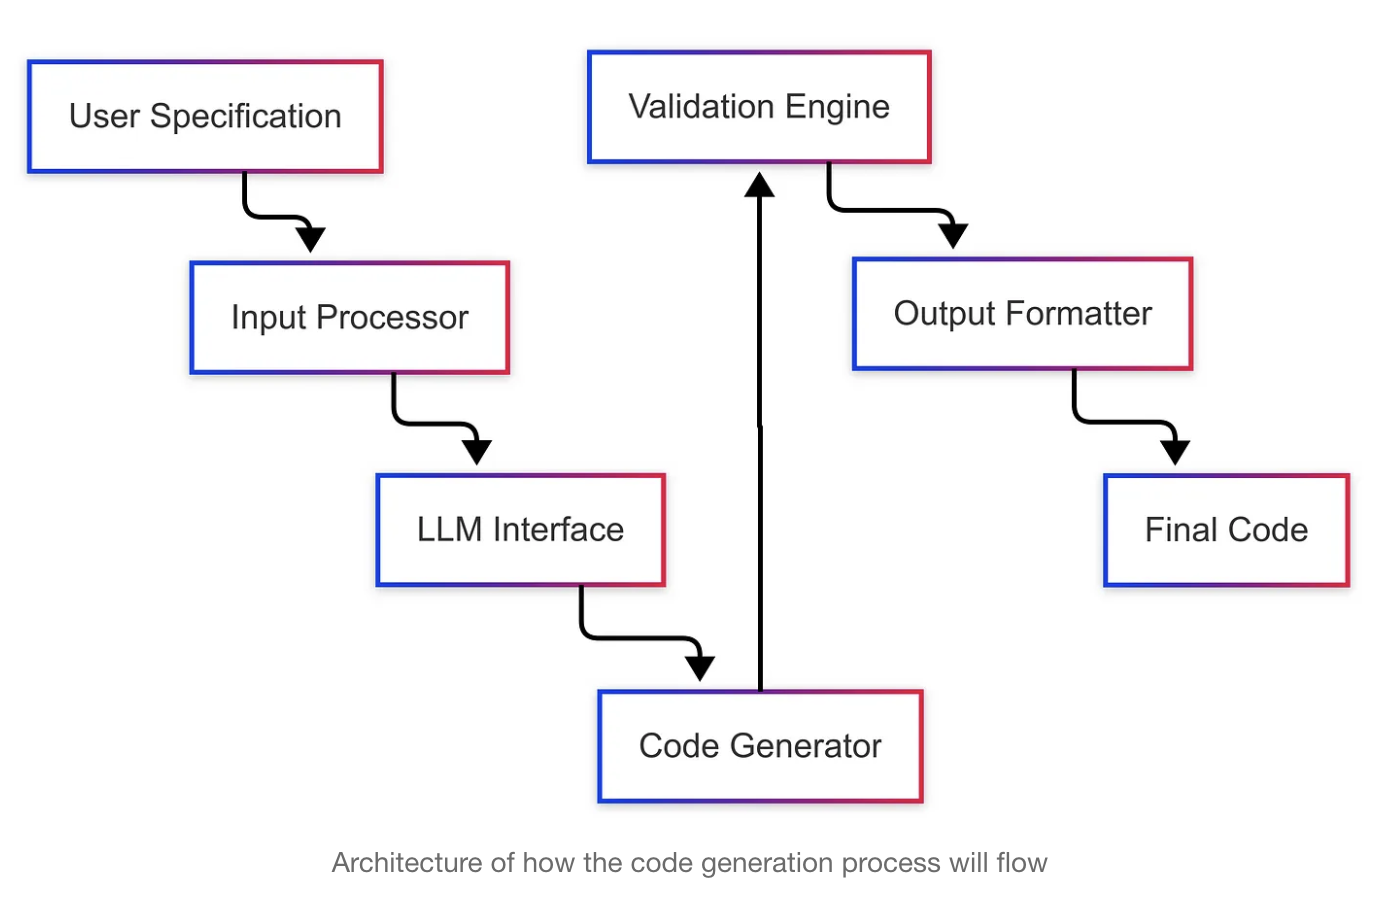 User Specification
Input Processor
LLM Interface
Code Generator
Validation Engine
Output Formatter
Final Code
Architecture of how the code generation process will flow